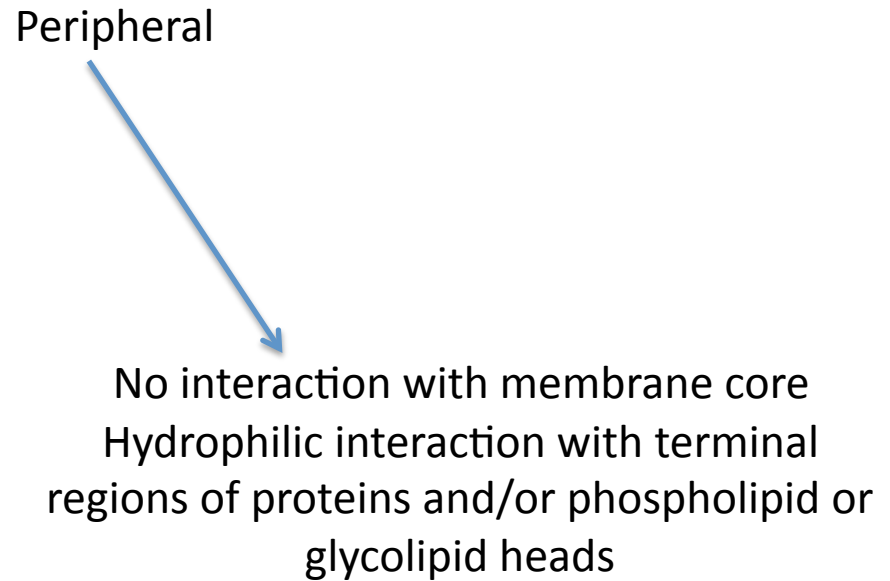 Peripheral
No interaction with membrane core
Hydrophilic interaction with terminal
regions of proteins and/or phospholipid or
glycolipid heads